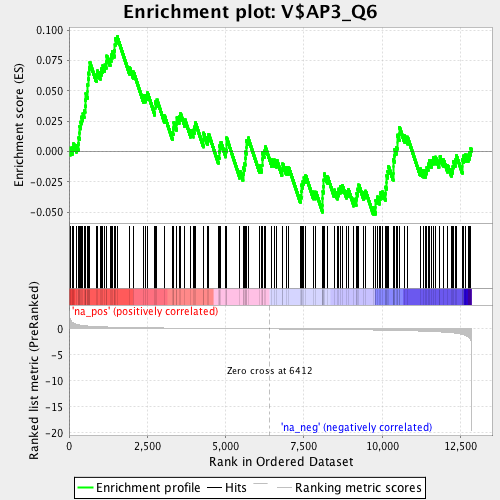 Enrichment plot: V$AP3_Q6
Enrichment score (ES)
0.100
0.075
0.050
0.025
0.000
-0.025
-0.050
'na_pos' (positively correlated)
Ranked list metric (PreRanked)
0
-5
-10
-15
-20
Zero cross at 6412
'na_neg' (negatively correlated)
0
2,500
5,000
7,500
10,000
12,500
Rank in Ordered Dataset
Enrichment profile
Hits
Ranking metric scores